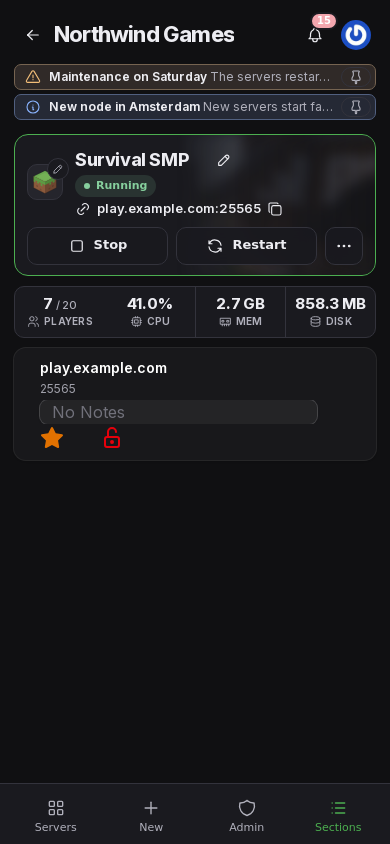 Northwind Games
15
Maintenance on Saturday The servers restar...
New node in Amsterdam New servers start fa...
Survival SMP
Running
play.example.com:25565
Stop
Restart
7 / 20
PLAYERS
41.0%
CPU
2.7 GB
MEM
858.3 MB
DISK
play.example.com
25565
No Notes
Servers
New
Admin
Sections